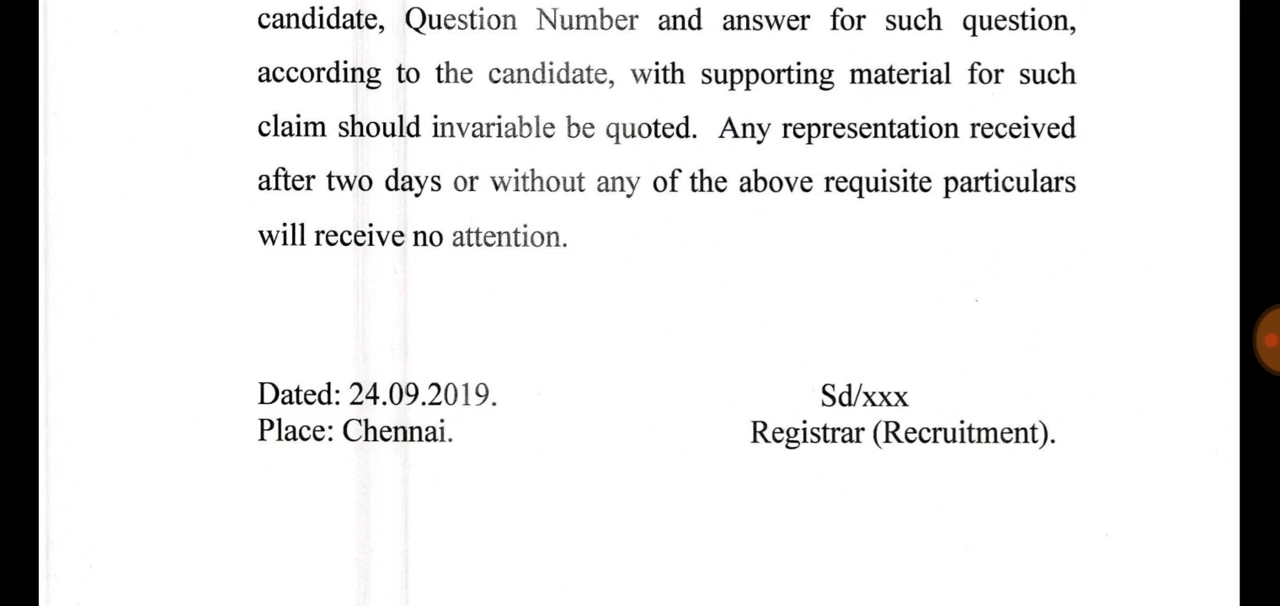 candidate, Question Number and answer for such question,
according to the candidate, with supporting material for such
claim should invariable be quoted. Any representation received
after two days or without any of the above requisite particulars
will receive no attention.
Dated: 24.09.2019.
Sd/xxx
Place: Chennai.
Registrar (Recruitment).